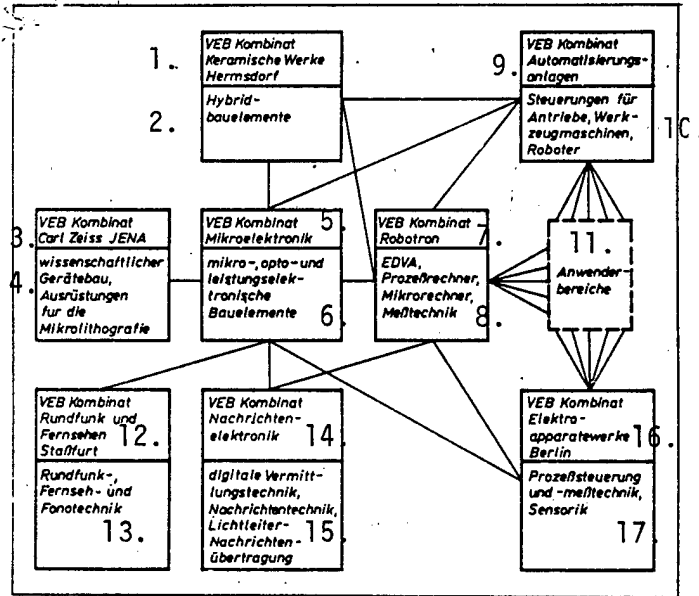 1.
VEB Kombinat
Keramische Werke
Hermsdorf
2.
Hybrid-
bauelemente
9.
VEB Kombinat
Automatisierungs-
anlagen
10
Steuerungen für
Antriebe, Werk-
zeugmaschinen,
Roboter
3.
VEB Kombinat
Carl Zeiss JENA
4.
wissenschaftlicher
Gerätebau,
Ausrüstungen
fur die
Mikrolithografie
5.
VEB Kombinat
Mikroelektronik
6.
mikro-, opto- und
leistungselek-
tronische
Bauelemente
7.
VEB Kombinat
Robotron
8.
EDVA,
Prozeßrechner,
Mikrorechner,
Meßtechnik
11.
Anwender-
bereiche
12.
VEB Kombinat
Rundfunk und
Fernsehen
Staßfurt
13.
Rundfunk-,
Fernseh- und
Fonotechnik
14.
VEB Kombinat
Nachrichten-
elektronik
15.
digitale Vermitt-
lungstechnik,
Nachrichtentechnik,
Lichtleiter-
Nachrichten-
übertragung
16.
VEB Kombinat
Elektro-
apparatewerke
Berlin
17.
Prozeßsteuerung
und -meßtechnik,
Sensorik